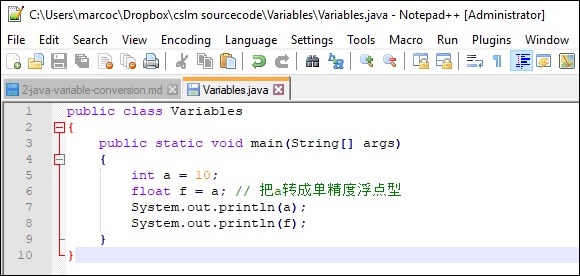 C:\Users\marcoc\Dropbox\cslm sourcecode\Variables\Variables.java - Notepad++ [Administrator]
File Edit Search View Encoding Language Settings Tools Macro Run Plugins Window
2-java-variable-conversion.md Variables.java
1 public class Variables
2 {
3 public static void main(String[] args)
4 {
5 int a = 10;
6 float f = a; // 把a转成单精度浮点型
7 System.out.println(a);
8 System.out.println(f);
9 }
10 }